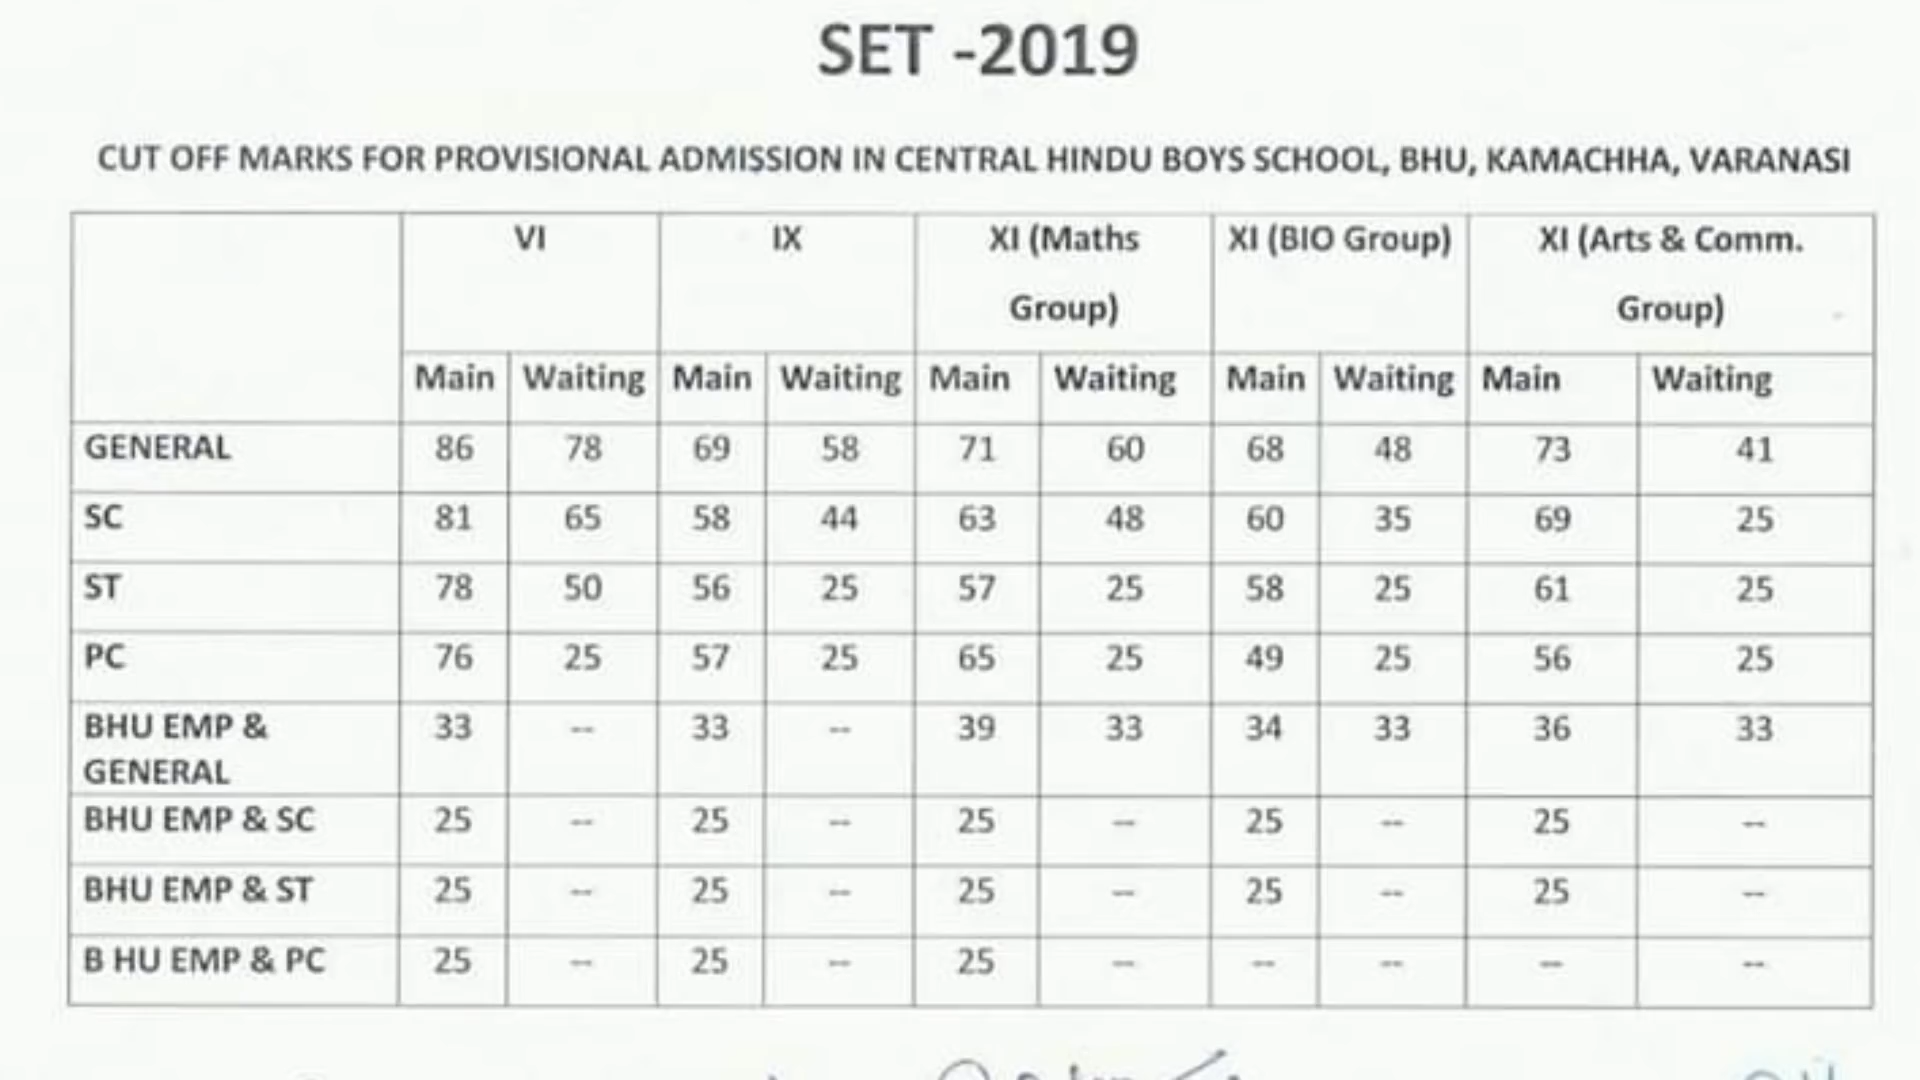 SET -2019
CUT OFF MARKS FOR PROVISIONAL ADMISSION IN CENTRAL HINDU BOYS SCHOOL, BHU, KAMACHHA, VARANASI
VI IX XI (Maths Group) XI (BIO Group) XI (Arts & Comm. Group)
Main Waiting Main Waiting Main Waiting Main Waiting Main Waiting
GENERAL 86 78 69 58 71 60 68 48 73 41
SC 81 65 58 44 63 48 60 35 69 25
ST 78 50 56 25 57 25 58 25 61 25
PC 76 25 57 25 65 25 49 25 56 25
BHU EMP & GENERAL 33 -- 33 -- 39 33 34 33 36 33
BHU EMP & SC 25 -- 25 -- 25 -- 25 -- 25 --
BHU EMP & ST 25 -- 25 -- 25 -- 25 -- 25 --
B HU EMP & PC 25 -- 25 -- 25 -- -- -- -- --